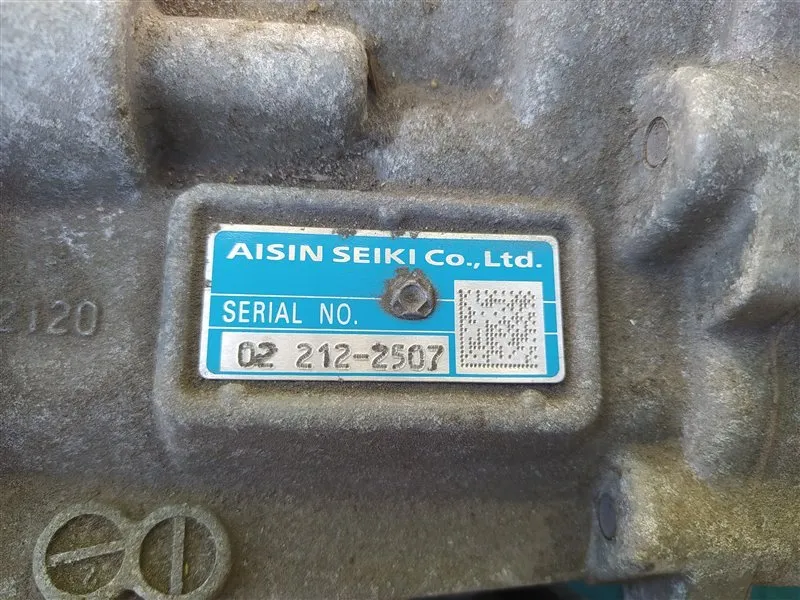 AISIN SEIKI Co.,Ltd.
SERIAL NO.
02 212-2507
2120